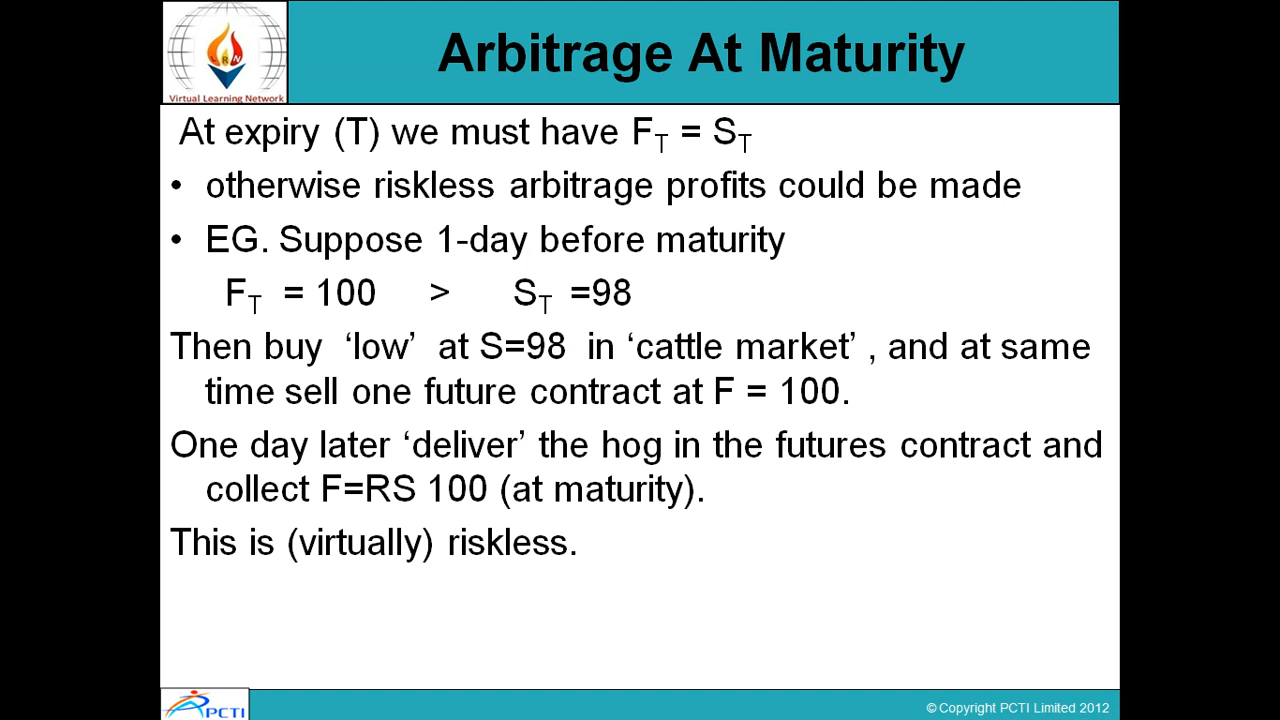 Arbitrage At Maturity
Virtual Learning Network
At expiry (T) we must have F_T = S_T
• otherwise riskless arbitrage profits could be made
• EG. Suppose 1-day before maturity
F_T = 100 > S_T =98
Then buy ‘low’ at S=98 in ‘cattle market’ , and at same
time sell one future contract at F = 100.
One day later ‘deliver’ the hog in the futures contract and
collect F=RS 100 (at maturity).
This is (virtually) riskless.
PCTI
© Copyright PCTI Limited 2012